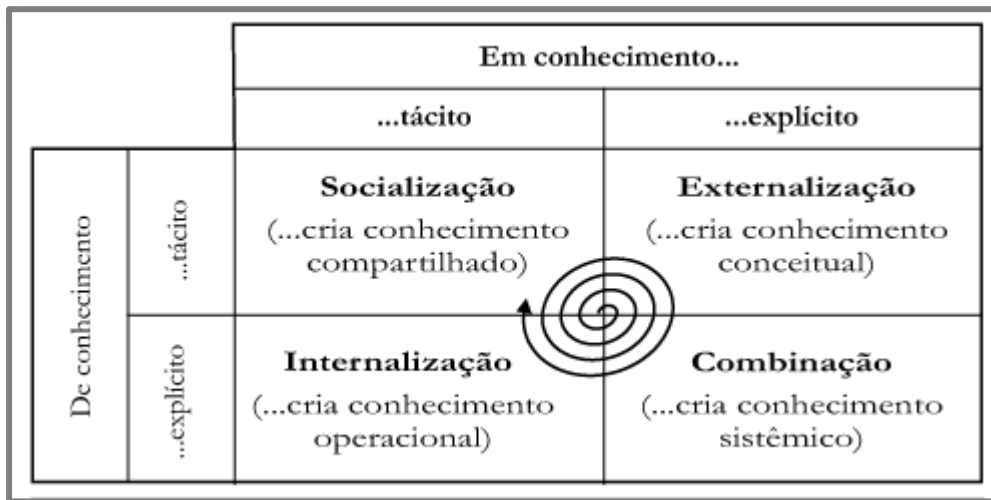 Em conhecimento...
...tácito
...explícito
De conhecimento
...tácito
Socialização
(...cria conhecimento
compartilhado)
Externalização
(...cria conhecimento
conceitual)
...explícito
Internalização
(...cria conhecimento
operacional)
Combinação
(...cria conhecimento
sistêmico)